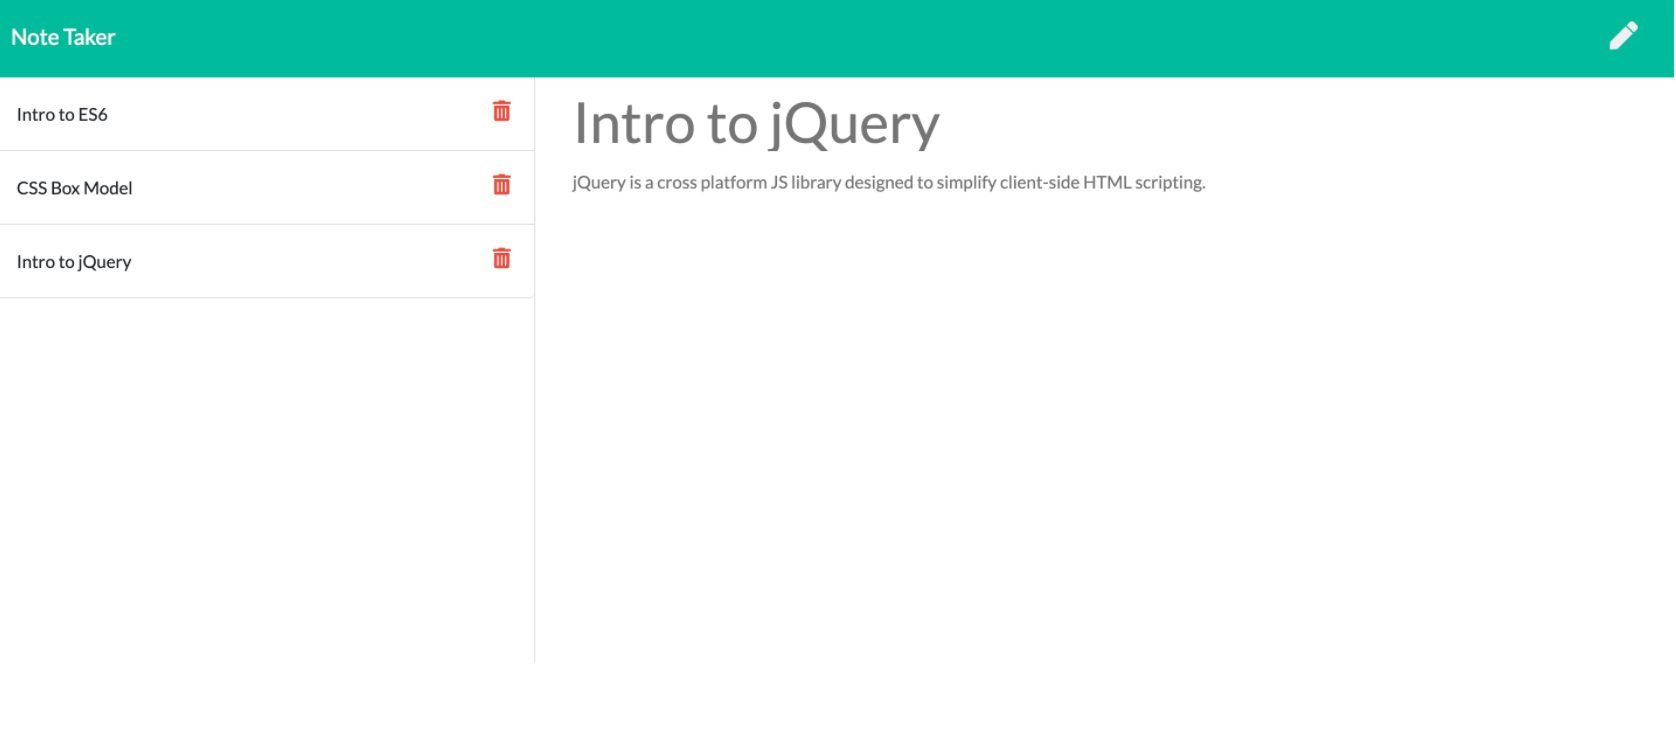 Note Taker
Intro to ES6
CSS Box Model
Intro to jQuery
Intro to jQuery
jQuery is a cross platform JS library designed to simplify client-side HTML scripting.